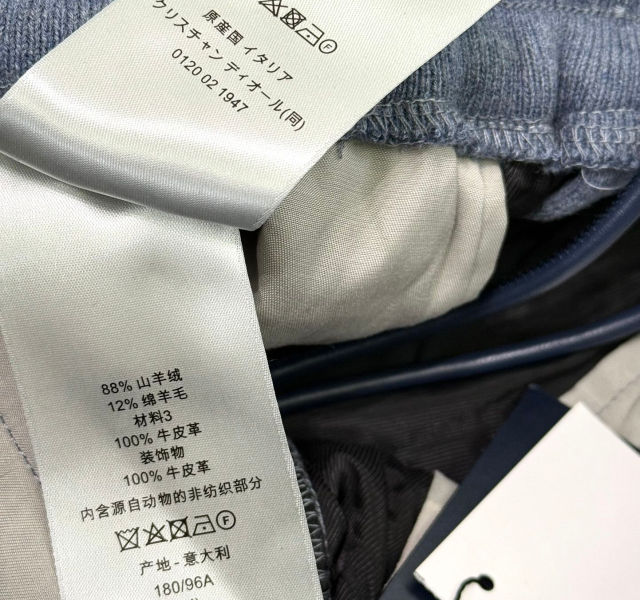 原産国 イタリア
クリスチャン ディオール(同)
0120 02 1947
88% 山羊绒
12% 绵羊毛
材料3
100% 牛皮革
装饰物
100% 牛皮革
内含源自动物的非纺织部分
产地 - 意大利
180/96A